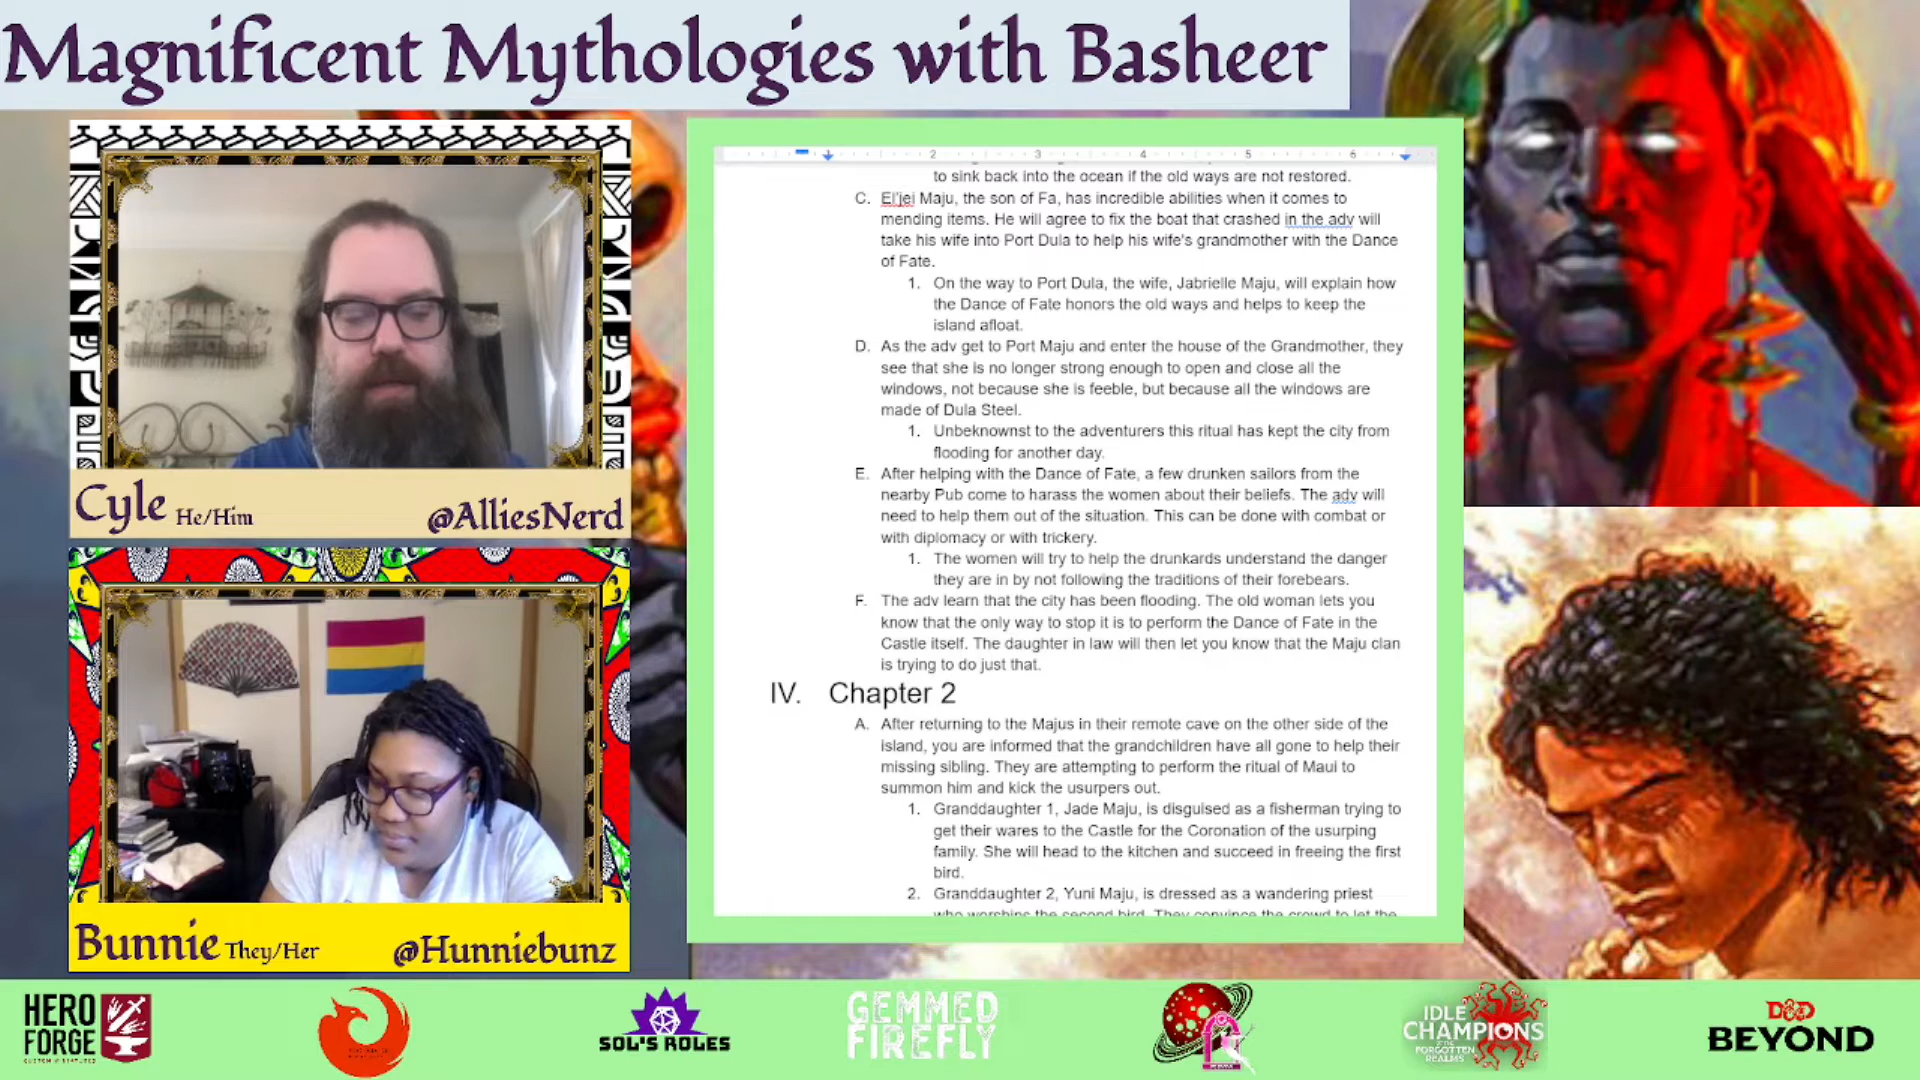 Magnificent Mythologies with Basheer
Cyle He/Him @AlliesNerd
Bunnie They/Her @Hunniebunz
2 3 4 5 6
to sink back into the ocean if the old ways are not restored.
C. Ei'jei Maju, the son of Fa, has incredible abilities when it comes to
mending items. He will agree to fix the boat that crashed in the adv will
take his wife into Port Dula to help his wife's grandmother with the Dance
of Fate.
1. On the way to Port Dula, the wife, Jabrielle Maju, will explain how
the Dance of Fate honors the old ways and helps to keep the
island afloat.
D. As the adv get to Port Maju and enter the house of the Grandmother, they
see that she is no longer strong enough to open and close all the
windows, not because she is feeble, but because all the windows are
made of Dula Steel.
1. Unbeknownst to the adventurers this ritual has kept the city from
flooding for another day.
E. After helping with the Dance of Fate, a few drunken sailors from the
nearby Pub come to harass the women about their beliefs. The adv will
need to help them out of the situation. This can be done with combat or
with diplomacy or with trickery.
1. The women will try to help the drunkards understand the danger
they are in by not following the traditions of their forebears.
F. The adv learn that the city has been flooding. The old woman lets you
know that the only way to stop it is to perform the Dance of Fate in the
Castle itself. The daughter in law will then let you know that the Maju clan
is trying to do just that.
IV. Chapter 2
A. After returning to the Majus in their remote cave on the other side of the
island, you are informed that the grandchildren have all gone to help their
missing sibling. They are attempting to perform the ritual of Maui to
summon him and kick the usurpers out.
1. Granddaughter 1, Jade Maju, is disguised as a fisherman trying to
get their wares to the Castle for the Coronation of the usurping
family. She will head to the kitchen and succeed in freeing the first
bird.
2. Granddaughter 2, Yuni Maju, is dressed as a wandering priest
who worships the second bird. They convince the crowd to let the
HERO
FORGE
SOL'S ROLES
GEMMED
FIREFLY
IDLE
CHAMPIONS
FORGOTTEN
REALMS
D&D
BEYOND